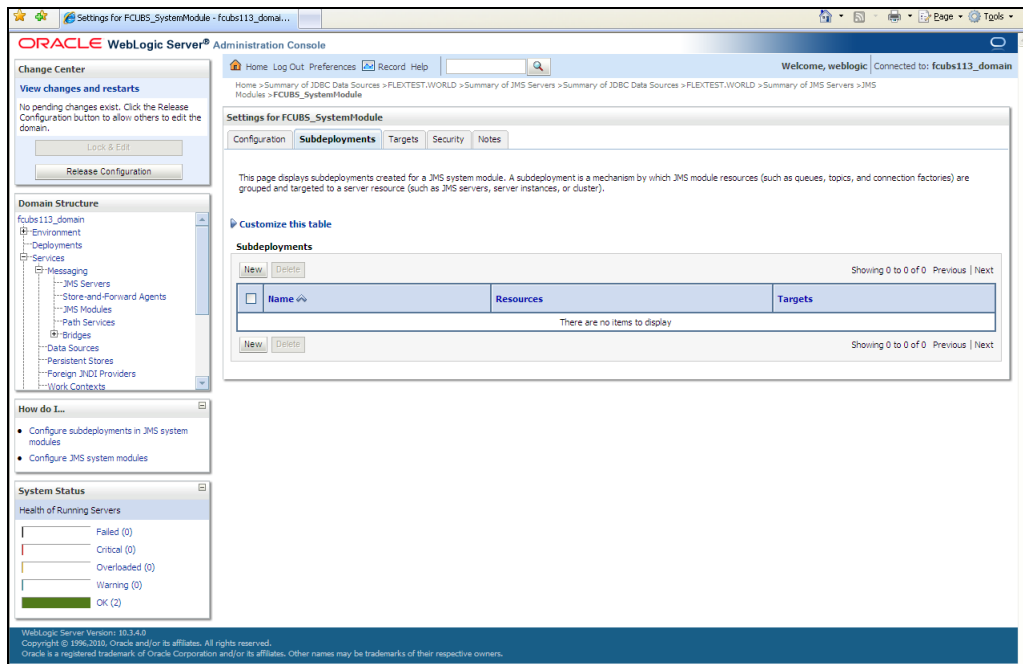 Settings for FCUBS_SystemModule - fcubs113_domai...
Page
Tools
ORACLE WebLogic Server® Administration Console
Change Center
View changes and restarts
No pending changes exist. Click the Release
Configuration button to allow others to edit the
domain.
Lock & Edit
Release Configuration
Domain Structure
fcubs113_domain
Environment
Deployments
Services
Messaging
JMS Servers
Store-and-Forward Agents
JMS Modules
Path Services
Bridges
Data Sources
Persistent Stores
Foreign JNDI Providers
Work Contexts
How do I...
Configure subdeployments in JMS system
modules
Configure JMS system modules
System Status
Health of Running Servers
Failed (0)
Critical (0)
Overloaded (0)
Warning (0)
OK (2)
Home Log Out Preferences Record Help
Welcome, weblogic Connected to: fcubs113_domain
Home >Summary of JDBC Data Sources >FLEXTEST.WORLD >Summary of JMS Servers >Summary of JDBC Data Sources >FLEXTEST.WORLD >Summary of JMS Servers >JMS
Modules >FCUBS_SystemModule
Settings for FCUBS_SystemModule
Configuration Subdeployments Targets Security Notes
This page displays subdeployments created for a JMS system module. A subdeployment is a mechanism by which JMS module resources (such as queues, topics, and connection factories) are
grouped and targeted to a server resource (such as JMS servers, server instances, or cluster).
Customize this table
Subdeployments
New Delete Showing 0 to 0 of 0 Previous | Next
Name Resources Targets
There are no items to display
New Delete Showing 0 to 0 of 0 Previous | Next
WebLogic Server Version: 10.3.4.0
Copyright © 1996,2010, Oracle and/or its affiliates. All rights reserved.
Oracle is a registered trademark of Oracle Corporation and/or its affiliates. Other names may be trademarks of their respective owners.